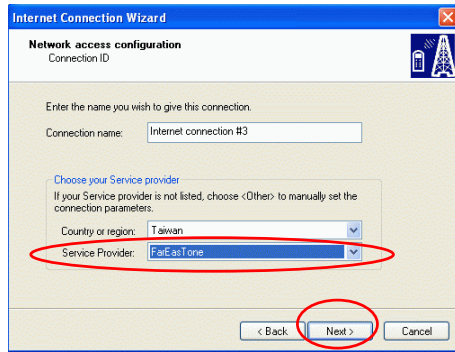 Internet Connection Wizard
Network access configuration
Connection ID
Enter the name you wish to give this connection.
Connection name: Internet connection #3
Choose your Service provider
If your Service provider is not listed, choose <Other> to manually set the
connection parameters.
Country or region: Taiwan
Service Provider: FarEasTone
< Back Next > Cancel